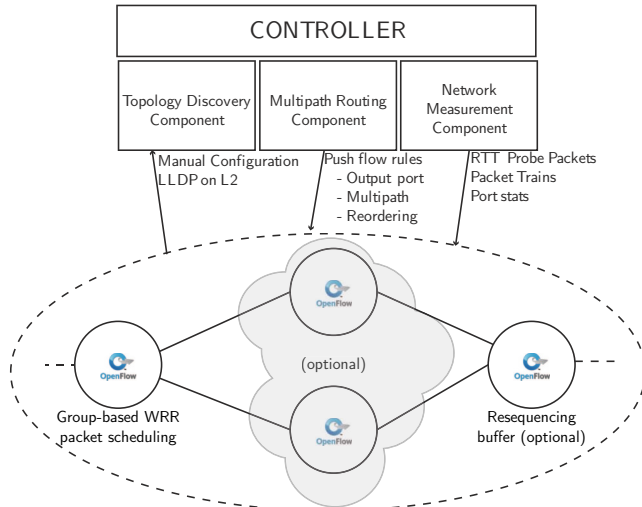 CONTROLLER
Topology Discovery
Component
Multipath Routing
Component
Network
Measurement
Component
Manual Configuration
LLDP on L2
Push flow rules
- Output port
- Multipath
- Reordering
RTT Probe Packets
Packet Trains
Port stats
OpenFlow
(optional)
OpenFlow
OpenFlow
OpenFlow
Group-based WRR
packet scheduling
Resequencing
buffer (optional)